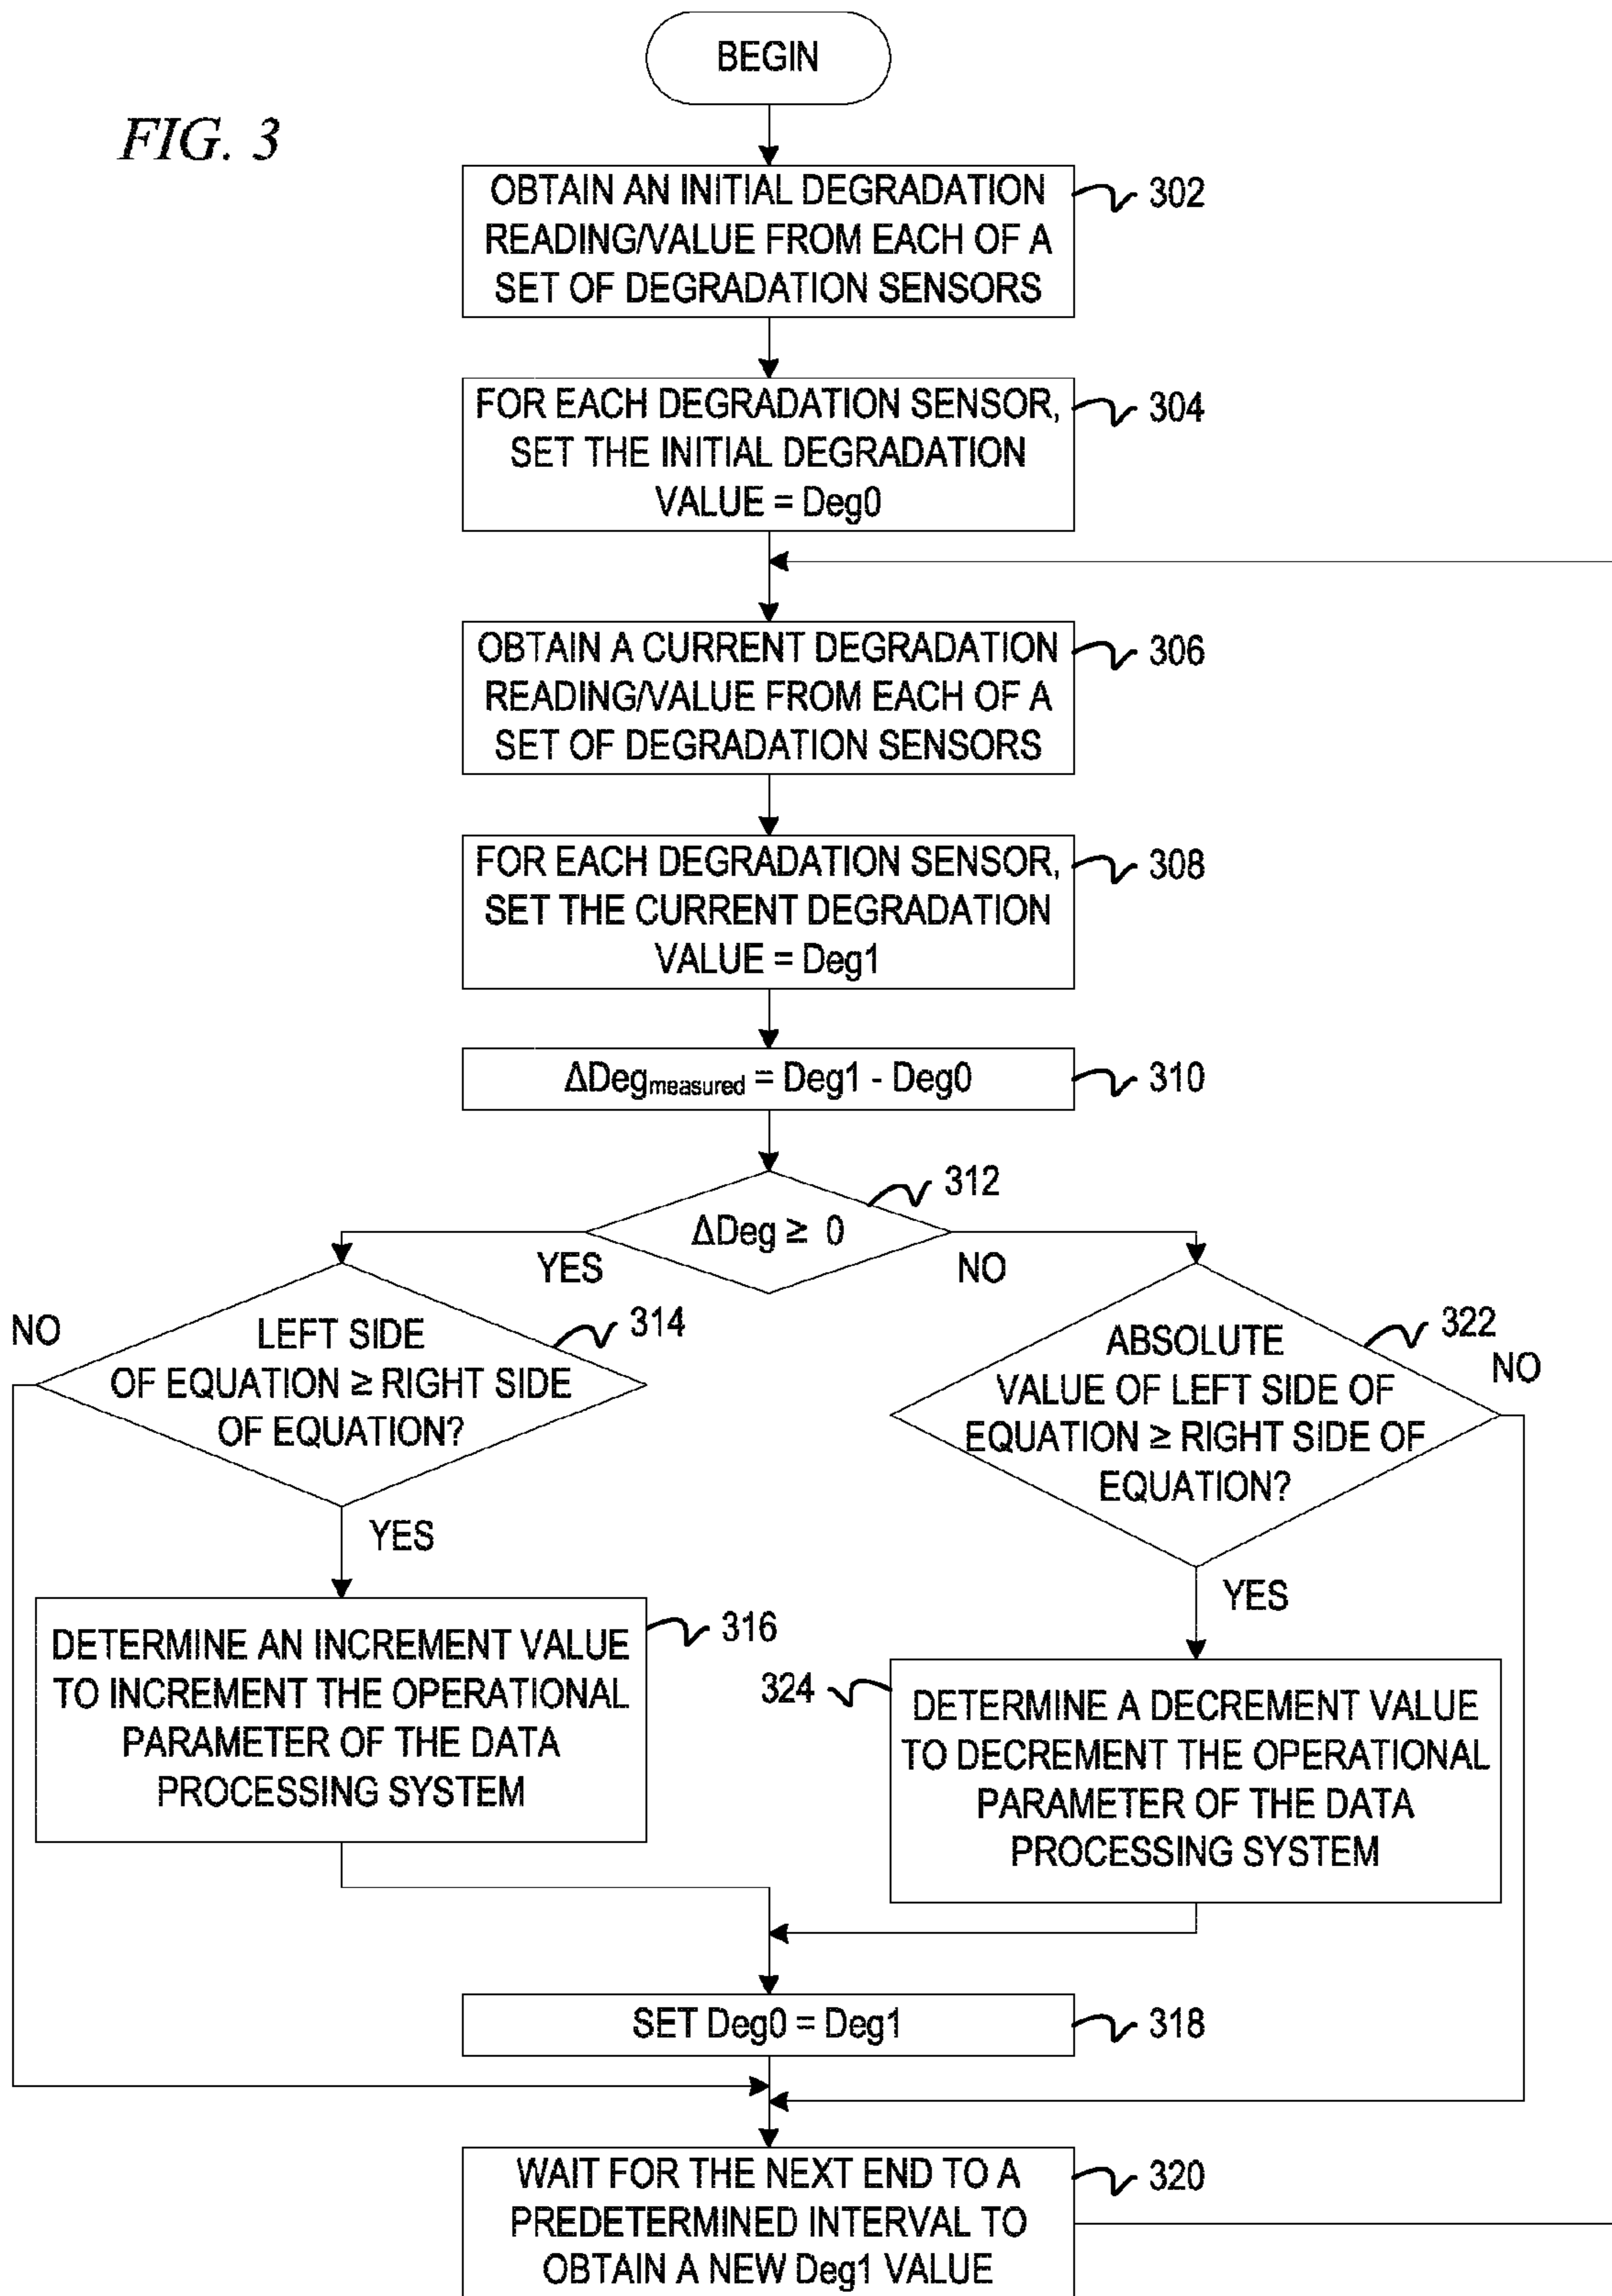 BEGIN
FIG. 3
OBTAIN AN INITIAL DEGRADATION
READING/VALUE FROM EACH OF A
SET OF DEGRADATION SENSORS
302
FOR EACH DEGRADATION SENSOR,
SET THE INITIAL DEGRADATION
VALUE = Deg0
304
OBTAIN A CURRENT DEGRADATION
READING/VALUE FROM EACH OF A
SET OF DEGRADATION SENSORS
306
FOR EACH DEGRADATION SENSOR,
SET THE CURRENT DEGRADATION
VALUE = Deg1
308
ΔDegmeasured = Deg1 - Deg0
310
ΔDeg ≥ 0
312
YES
NO
LEFT SIDE
OF EQUATION ≥ RIGHT SIDE
OF EQUATION?
314
NO
YES
ABSOLUTE
VALUE OF LEFT SIDE OF
EQUATION ≥ RIGHT SIDE OF
EQUATION?
322
NO
YES
DETERMINE AN INCREMENT VALUE
TO INCREMENT THE OPERATIONAL
PARAMETER OF THE DATA
PROCESSING SYSTEM
316
324
DETERMINE A DECREMENT VALUE
TO DECREMENT THE OPERATIONAL
PARAMETER OF THE DATA
PROCESSING SYSTEM
SET Deg0 = Deg1
318
WAIT FOR THE NEXT END TO A
PREDETERMINED INTERVAL TO
OBTAIN A NEW Deg1 VALUE
320